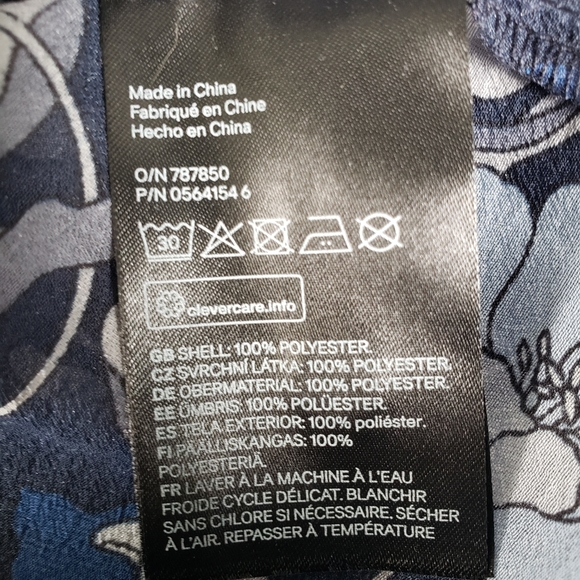 Made in China
Fabriqué en Chine
Hecho en China
O/N 787850
P/N 0564154 6
30
clevercare.info
GB SHELL: 100% POLYESTER.
CZ SVRCHNÍ LÁTKA: 100% POLYESTER.
DE OBERMATERIAL: 100% POLYESTER.
EE ÜMBRIS: 100% POLÜESTER.
ES TELA EXTERIOR: 100% poliéster.
FI PÄÄLLISKANGAS: 100%
POLYESTERIÄ.
FR LAVER À LA MACHINE À L'EAU
FROIDE CYCLE DÉLICAT. BLANCHIR
SANS CHLORE SI NÉCESSAIRE. SÉCHER
À L'AIR. REPASSER À TEMPÉRATURE